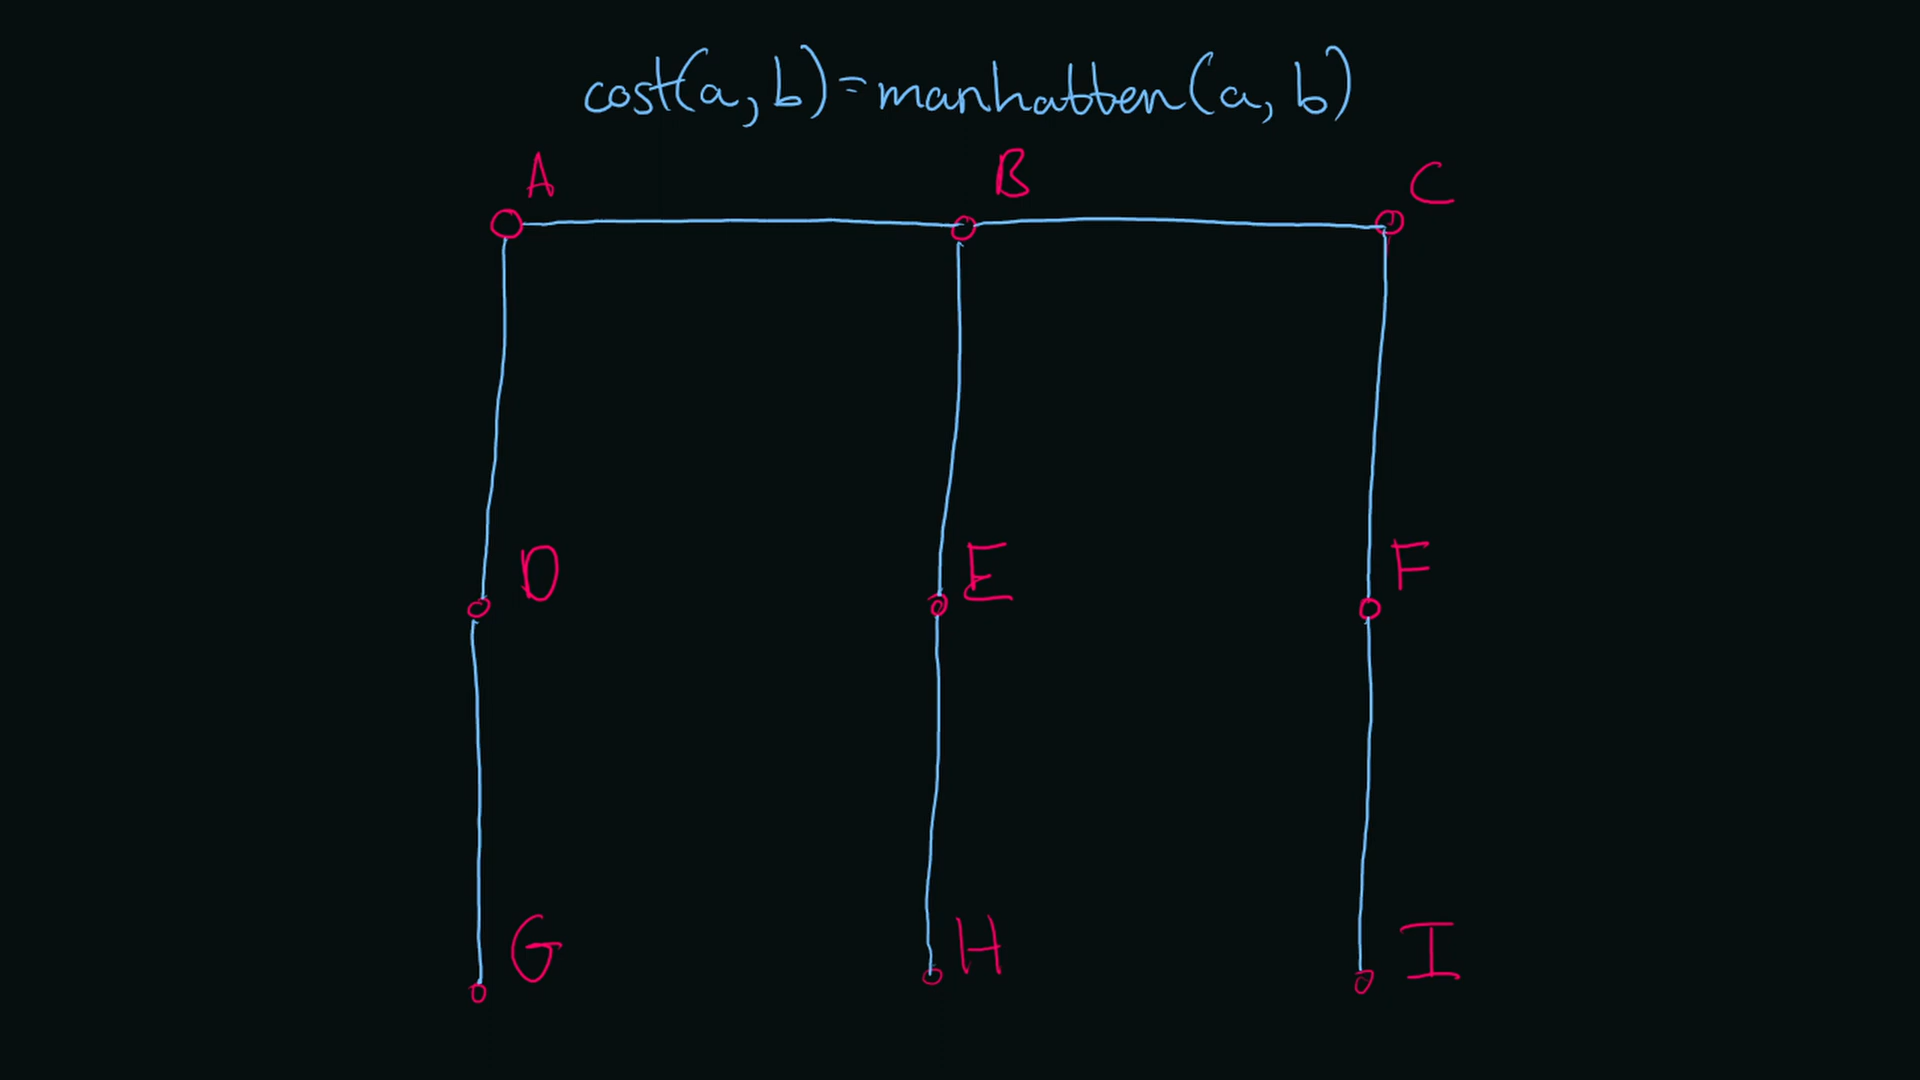 cost(a, b)=manhatten(a, b)
A B C
D E F
G H I